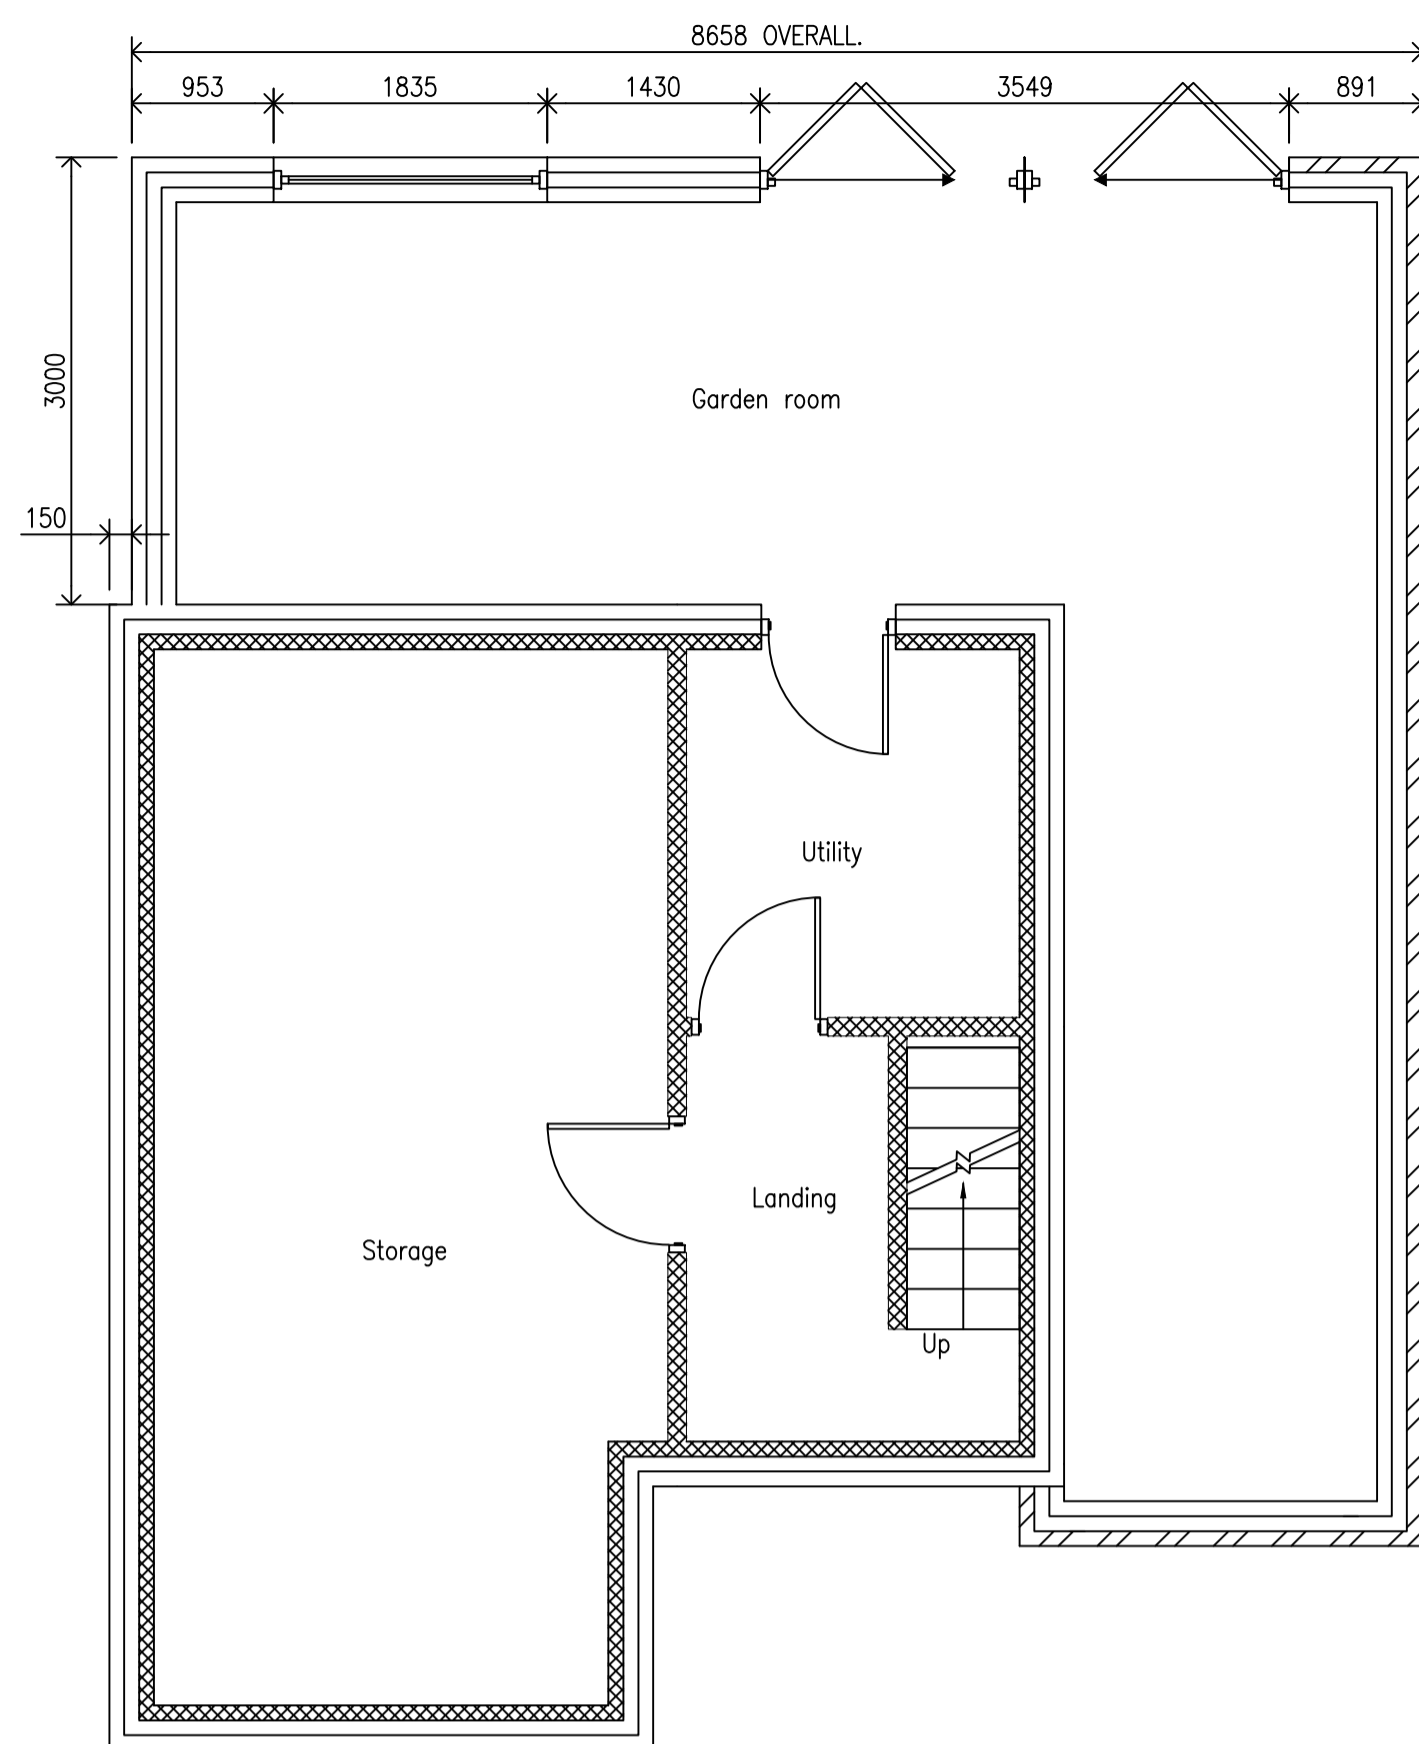 8658 OVERALL.
953 1835 1430 3549 891
3000
Garden room
150
Utility
Landing
Storage
Up